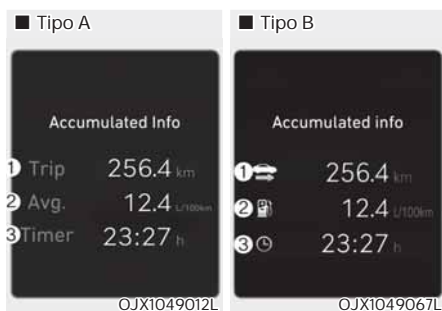 ■ Tipo A
Accumulated Info
1 Trip 256.4 km
2 Avg. 12.4 L/100km
3 Timer 23:27 h
OJX1049012L
■ Tipo B
Accumulated info
1 256.4 km
2 12.4 L/100km
3 23:27 h
OJX1049067L